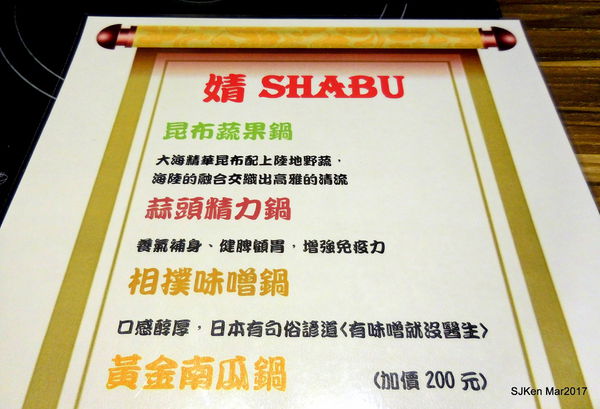 婧 SHABU
昆布蔬果鍋
大海精華昆布配上陸地野蔬，
海陸的融合交織出高雅的清流
蒜頭精力鍋
養氣補身、健脾顧胃，增強免疫力
相撲味噌鍋
口感醇厚，日本有句俗諺道<有味噌就沒醫生>
黃金南瓜鍋 (加價 200 元)
SJKen Mar2017